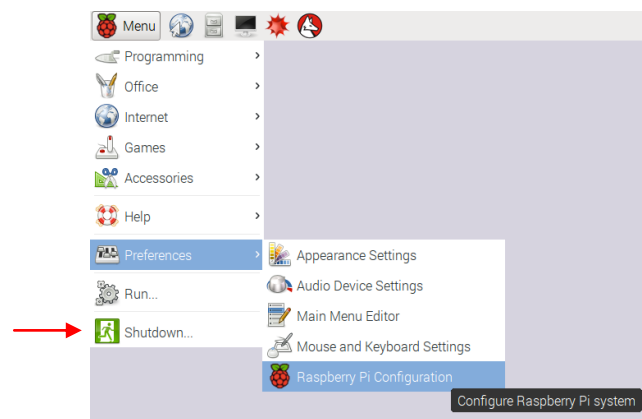 Menu
Programming
Office
Internet
Games
Accessories
Help
Preferences
Run...
Shutdown...
Appearance Settings
Audio Device Settings
Main Menu Editor
Mouse and Keyboard Settings
Raspberry Pi Configuration
Configure Raspberry Pi system